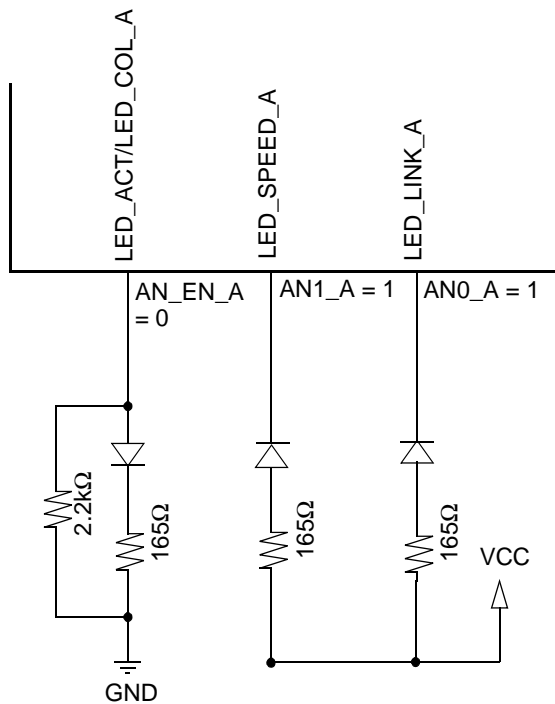 LED_ACT/LED_COL_A
LED_SPEED_A
LED_LINK_A
AN_EN_A
= 0
AN1_A = 1
AN0_A = 1
2.2kΩ
165Ω
165Ω
165Ω
VCC
GND